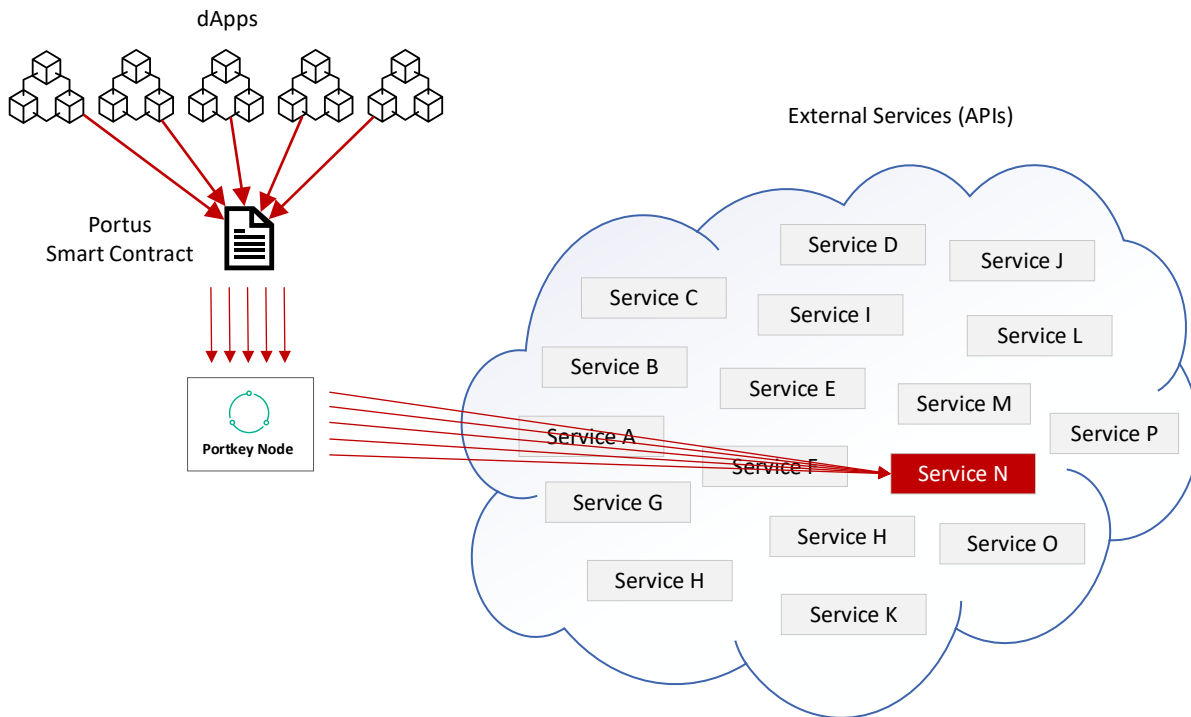 dApps
External Services (APIs)
Portus
Smart Contract
Portkey Node
Service D
Service J
Service C
Service I
Service L
Service B
Service E
Service M
Service A
Service P
Service F
Service N
Service G
Service H
Service O
Service H
Service K